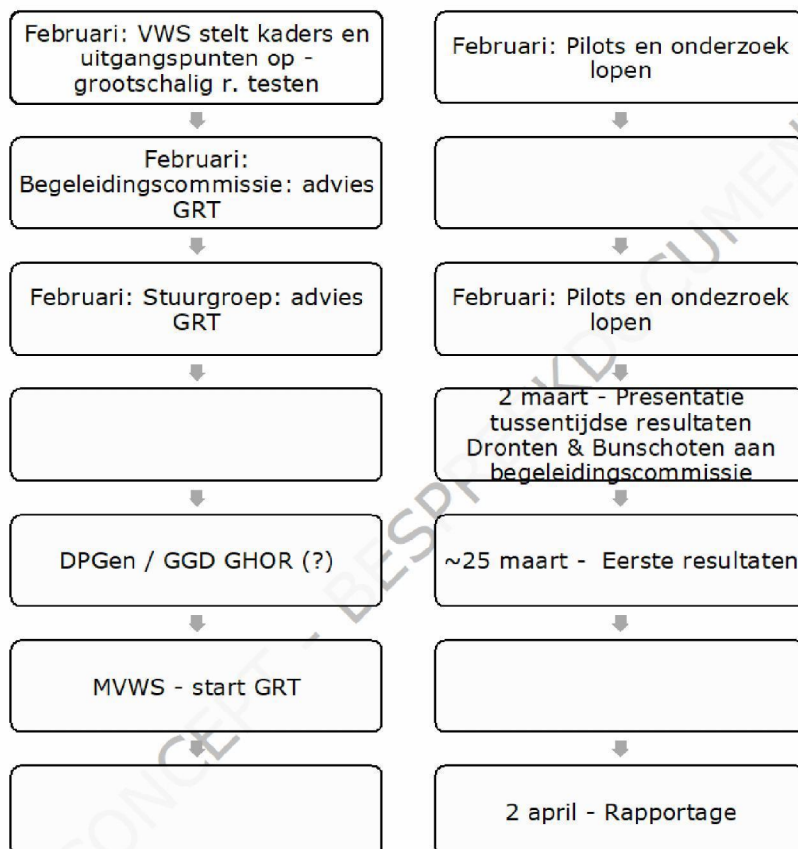 Februari: VWS stelt kaders en
uitgangspunten op -
grootschalig r. testen
Februari:
Begeleidingscommissie: advies
GRT
Februari: Stuurgroep: advies
GRT
DPGen / GGD GHOR (?)
MVWS - start GRT
Februari: Pilots en onderzoek
lopen
Februari: Pilots en ondezroek
lopen
2 maart - Presentatie
tussentijdse resultaten
Dronten & Bunschoten aan
begeleidingscommissie
~25 maart - Eerste resultaten
2 april - Rapportage
CONCEPT - BESPREEKDOCUMEN